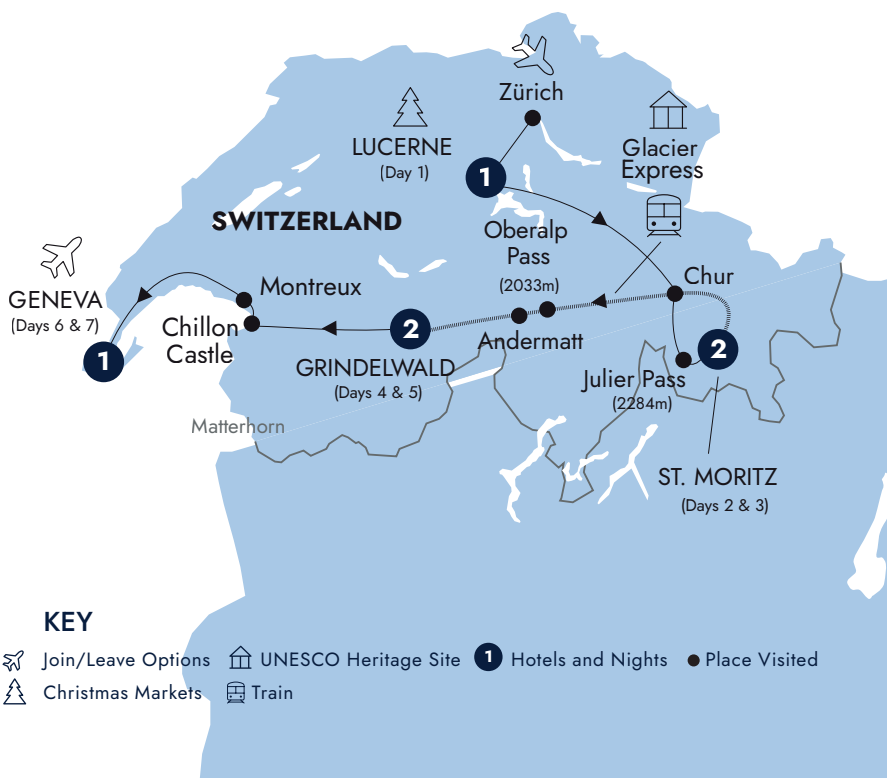 Zürich
LUCERNE
(Day 1)
1
Glacier
Express
SWITZERLAND
Oberalp
Pass
(2033m)
Chur
GENEVA
(Days 6 & 7)
1
Montreux
Chillon
Castle
2
GRINDELWALD
(Days 4 & 5)
Andermatt
2
Julier Pass
(2284m)
Matterhorn
ST. MORITZ
(Days 2 & 3)
KEY
Join/Leave Options
UNESCO Heritage Site
1
Hotels and Nights
Place Visited
Christmas Markets
Train